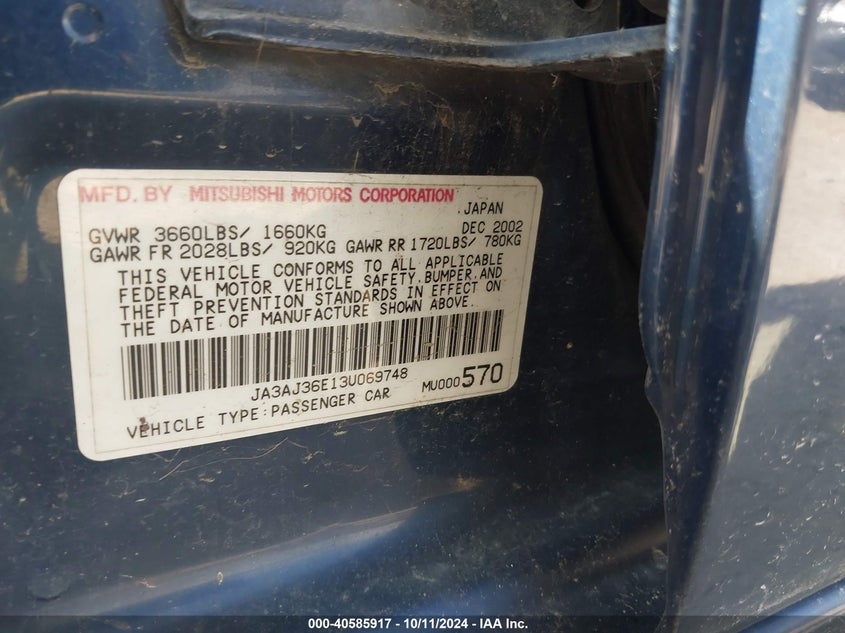 MFD. BY MITSUBISHI MOTORS CORPORATION
JAPAN
GVWR 3660LBS/ 1660KG DEC 2002
GAWR FR 2028LBS/ 920KG GAWR RR 1720LBS/ 780KG
THIS VEHICLE CONFORMS TO ALL APPLICABLE
FEDERAL MOTOR VEHICLE SAFETY,BUMPER,AND
THEFT PREVENTION STANDARDS IN EFFECT ON
THE DATE OF MANUFACTURE SHOWN ABOVE.
JA3AJ36E13U069748 MU000570
VEHICLE TYPE:PASSENGER CAR
000-40585917 - 10/11/2024 - IAA Inc.